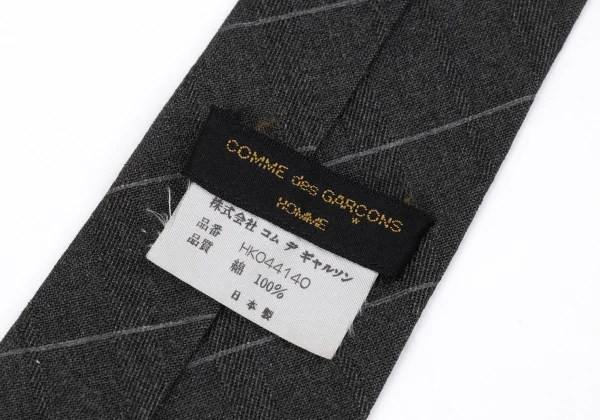 COMME des GARCONS
HOMME
株式会社 コム デ ギャルソン
品番 HK044140
品質 綿 100%
日本製